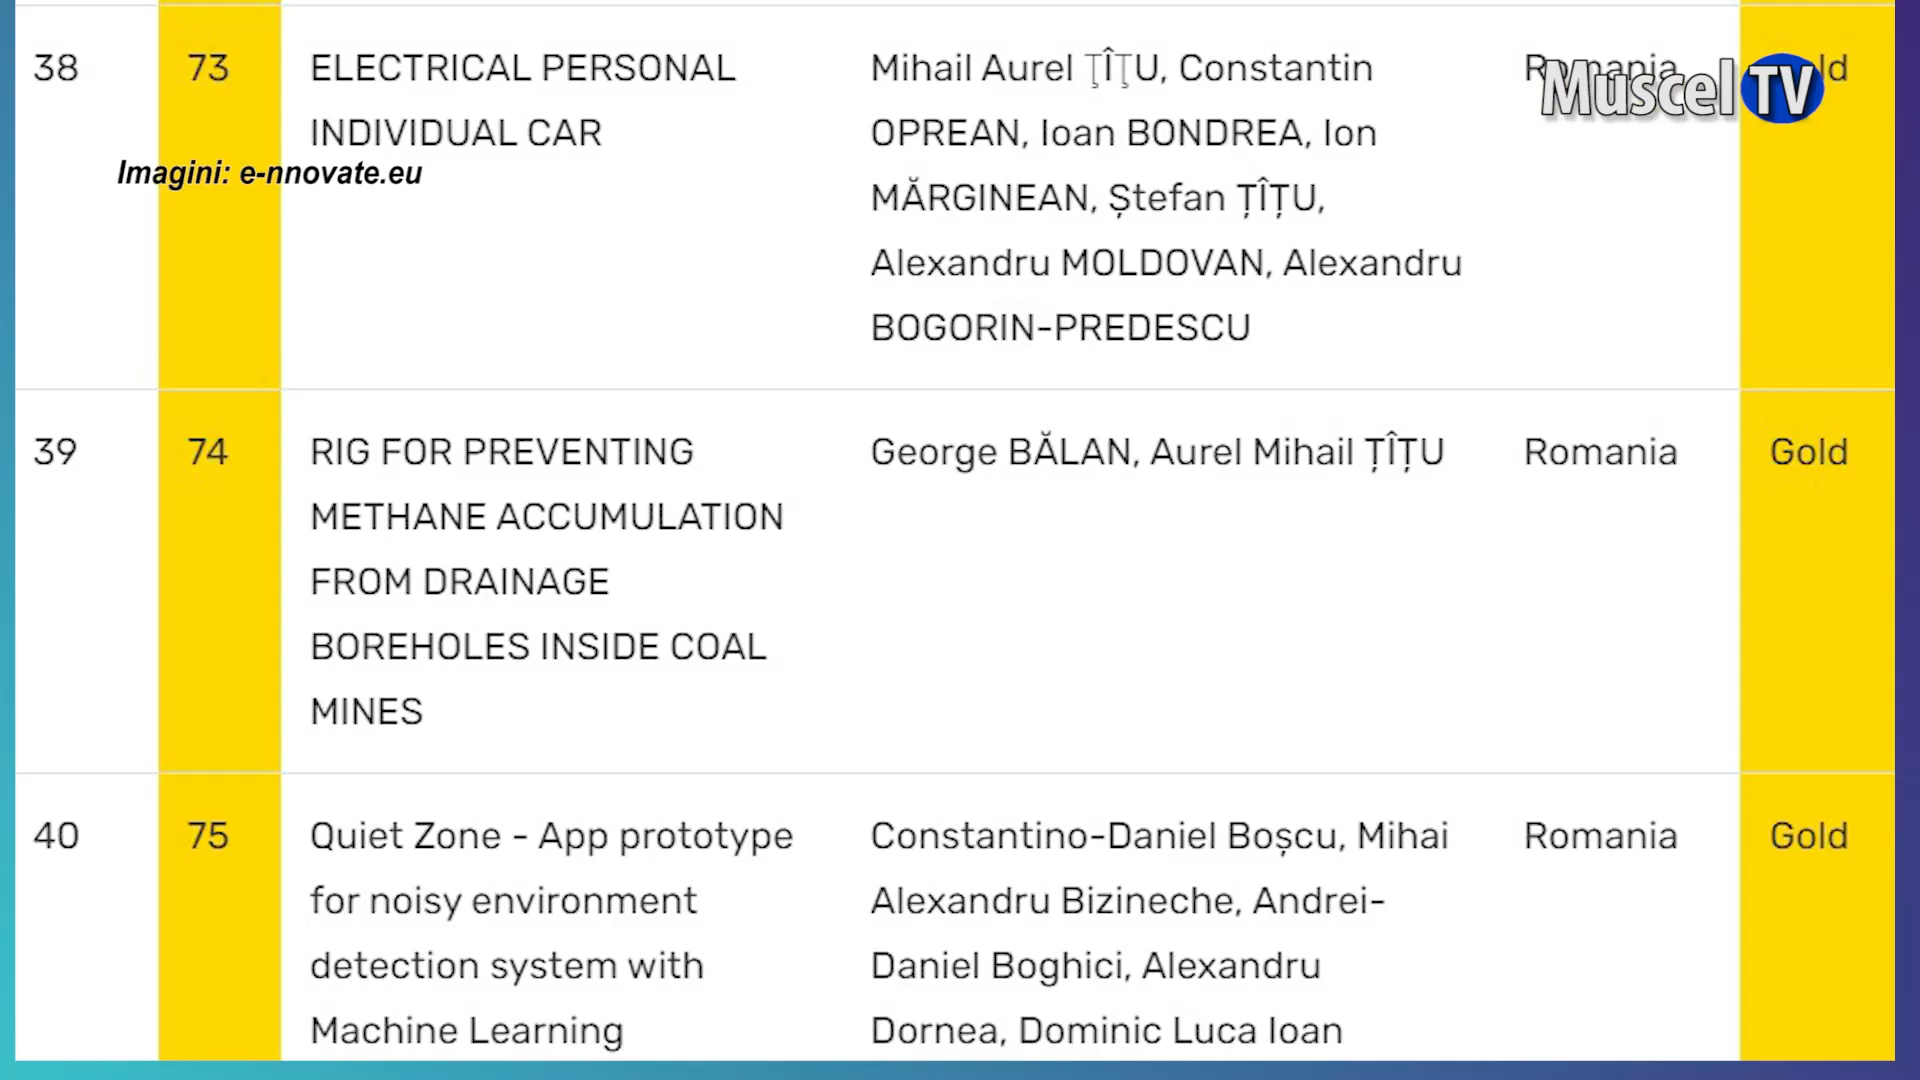 38 73 ELECTRICAL PERSONAL Mihail Aurel ŢÎŢU, Constantin Romania Gold
INDIVIDUAL CAR OPREAN, Ioan BONDREA, Ion
MĂRGINEAN, Ștefan ȚÎȚU,
Alexandru MOLDOVAN, Alexandru
BOGORIN-PREDESCU
Muscel TV
Imagini: e-nnovate.eu
39 74 RIG FOR PREVENTING George BĂLAN, Aurel Mihail ȚÎȚU Romania Gold
METHANE ACCUMULATION
FROM DRAINAGE
BOREHOLES INSIDE COAL
MINES
40 75 Quiet Zone - App prototype Constantino-Daniel Boșcu, Mihai Romania Gold
for noisy environment Alexandru Bizineche, Andrei-
detection system with Daniel Boghici, Alexandru
Machine Learning Dornea, Dominic Luca Ioan